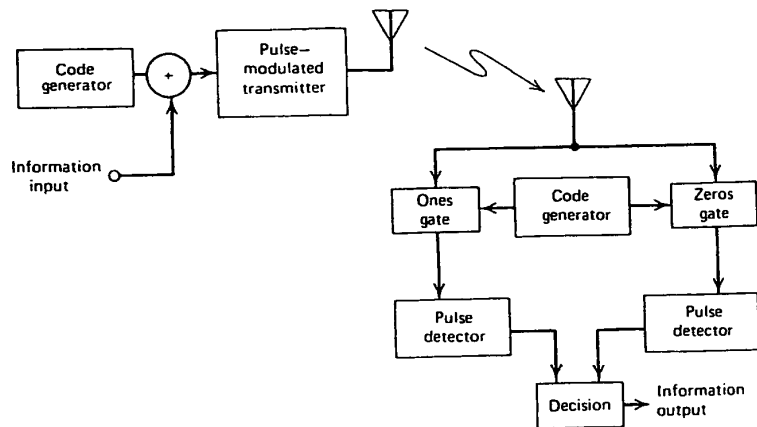 Code
generator
+
Pulse–
modulated
transmitter
Information
input
Ones
gate
Code
generator
Zeros
gate
Pulse
detector
Pulse
detector
Decision
Information
output